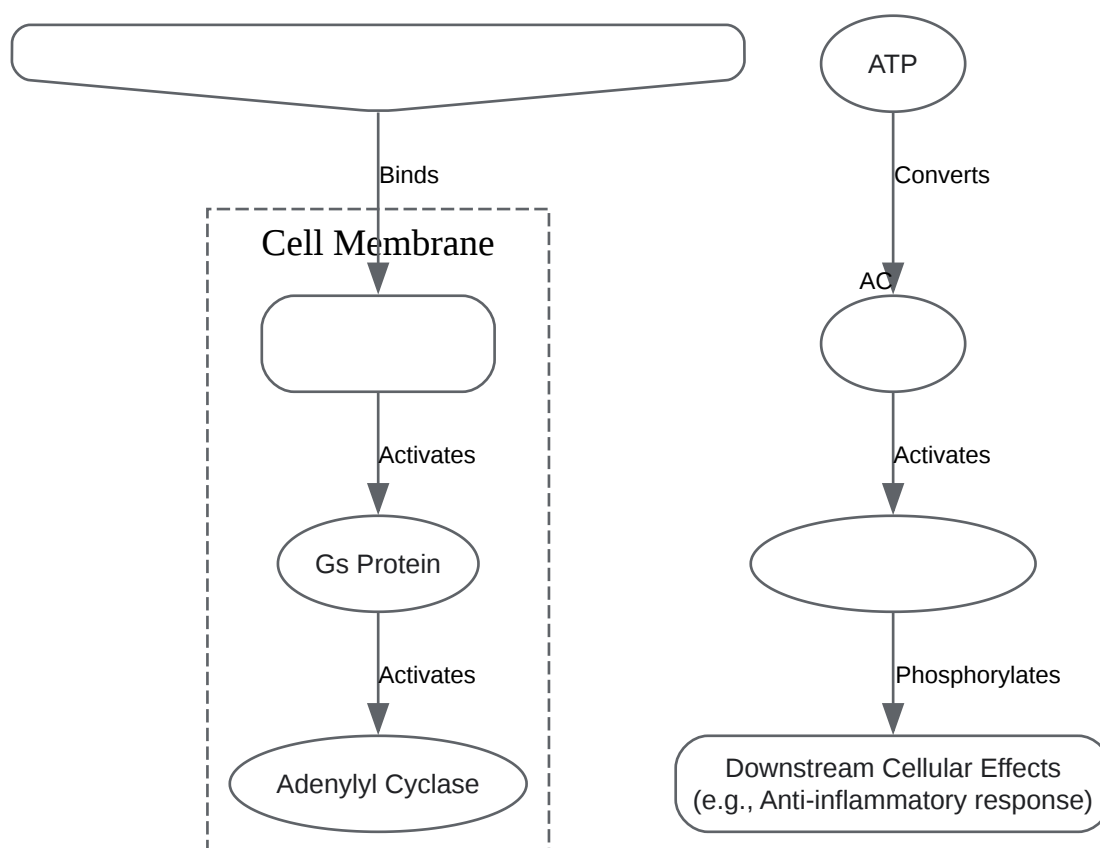 ATP
Binds
Converts
Cell Membrane
AC
Activates
Activates
Gs Protein
Activates
Phosphorylates
Adenylyl Cyclase
Downstream Cellular Effects
(e.g., Anti-inflammatory response)